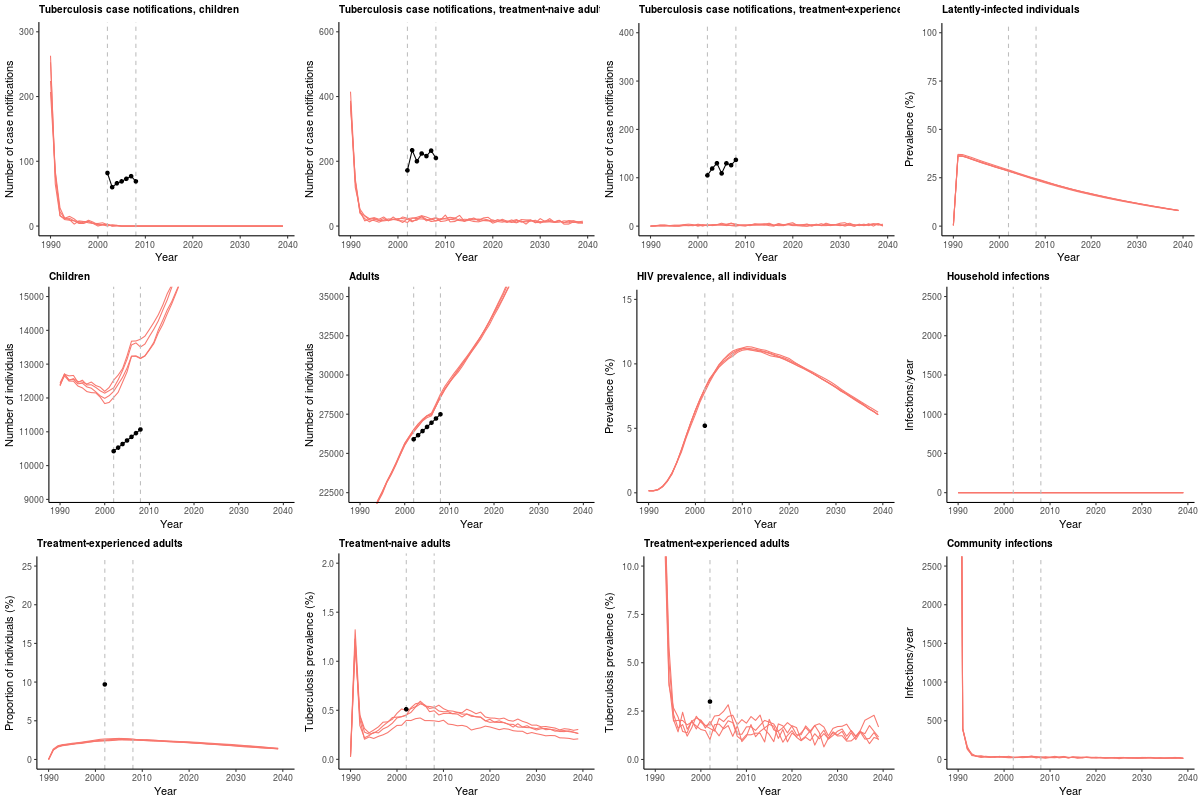 Tuberculosis case notifications, children
Number of case notifications
300
200
100
0
1990 2000 2010 2020 2030 2040
Year
Tuberculosis case notifications, treatment-naive adul
Number of case notifications
600
400
200
0
1990 2000 2010 2020 2030 2040
Year
Tuberculosis case notifications, treatment-experience
Number of case notifications
400
300
200
100
0
1990 2000 2010 2020 2030 2040
Year
Latently-infected individuals
Prevalence (%)
100
75
50
25
0
1990 2000 2010 2020 2030 2040
Year
Children
Number of individuals
15000
14000
13000
12000
11000
10000
9000
1990 2000 2010 2020 2030 2040
Year
Adults
Number of individuals
35000
32500
30000
27500
25000
22500
1990 2000 2010 2020 2030 2040
Year
HIV prevalence, all individuals
Prevalence (%)
15
10
5
0
1990 2000 2010 2020 2030 2040
Year
Household infections
Infections/year
2500
2000
1500
1000
500
0
1990 2000 2010 2020 2030 2040
Year
Treatment-experienced adults
Proportion of individuals (%)
25
20
15
10
5
0
1990 2000 2010 2020 2030 2040
Year
Treatment-naive adults
Tuberculosis prevalence (%)
2.0
1.5
1.0
0.5
0.0
1990 2000 2010 2020 2030 2040
Year
Treatment-experienced adults
Tuberculosis prevalence (%)
10.0
7.5
5.0
2.5
0.0
1990 2000 2010 2020 2030 2040
Year
Community infections
Infections/year
2500
2000
1500
1000
500
0
1990 2000 2010 2020 2030 2040
Year